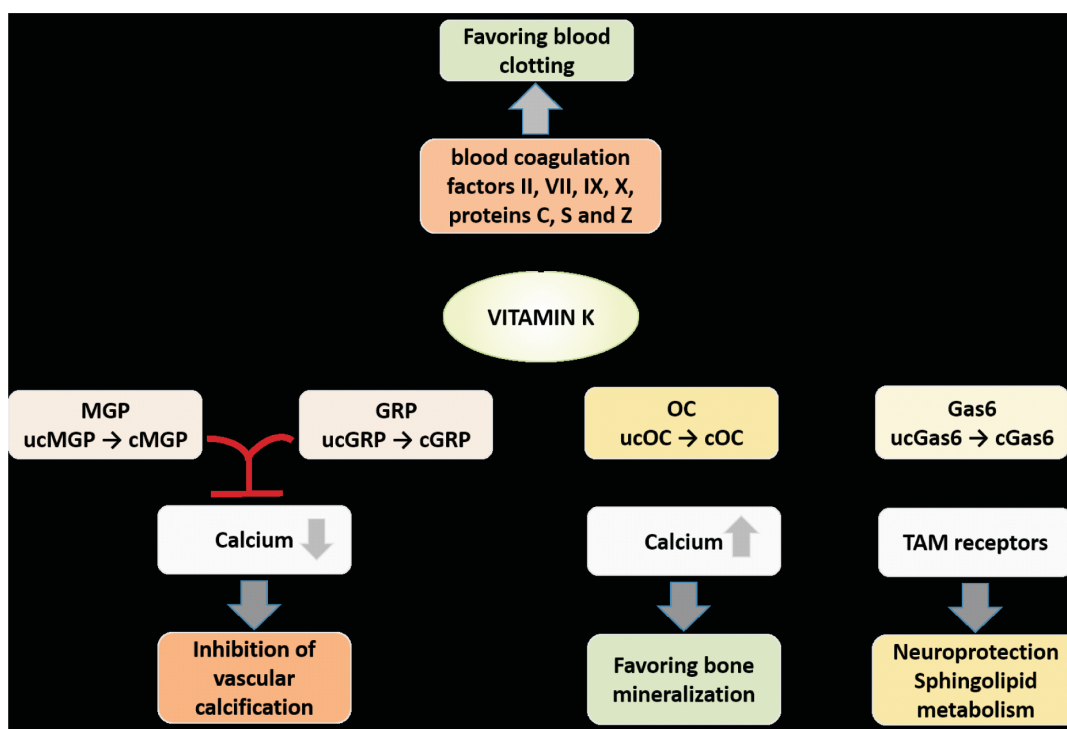 Favoring blood
clotting
blood coagulation
factors II, VII, IX, X,
proteins C, S and Z
VITAMIN K
MGP
ucMGP → cMGP
GRP
ucGRP → cGRP
OC
ucOC → cOC
Gas6
ucGas6 → cGas6
Calcium
Calcium
TAM receptors
Inhibition of
vascular
calcification
Favoring bone
mineralization
Neuroprotection
Sphingolipid
metabolism